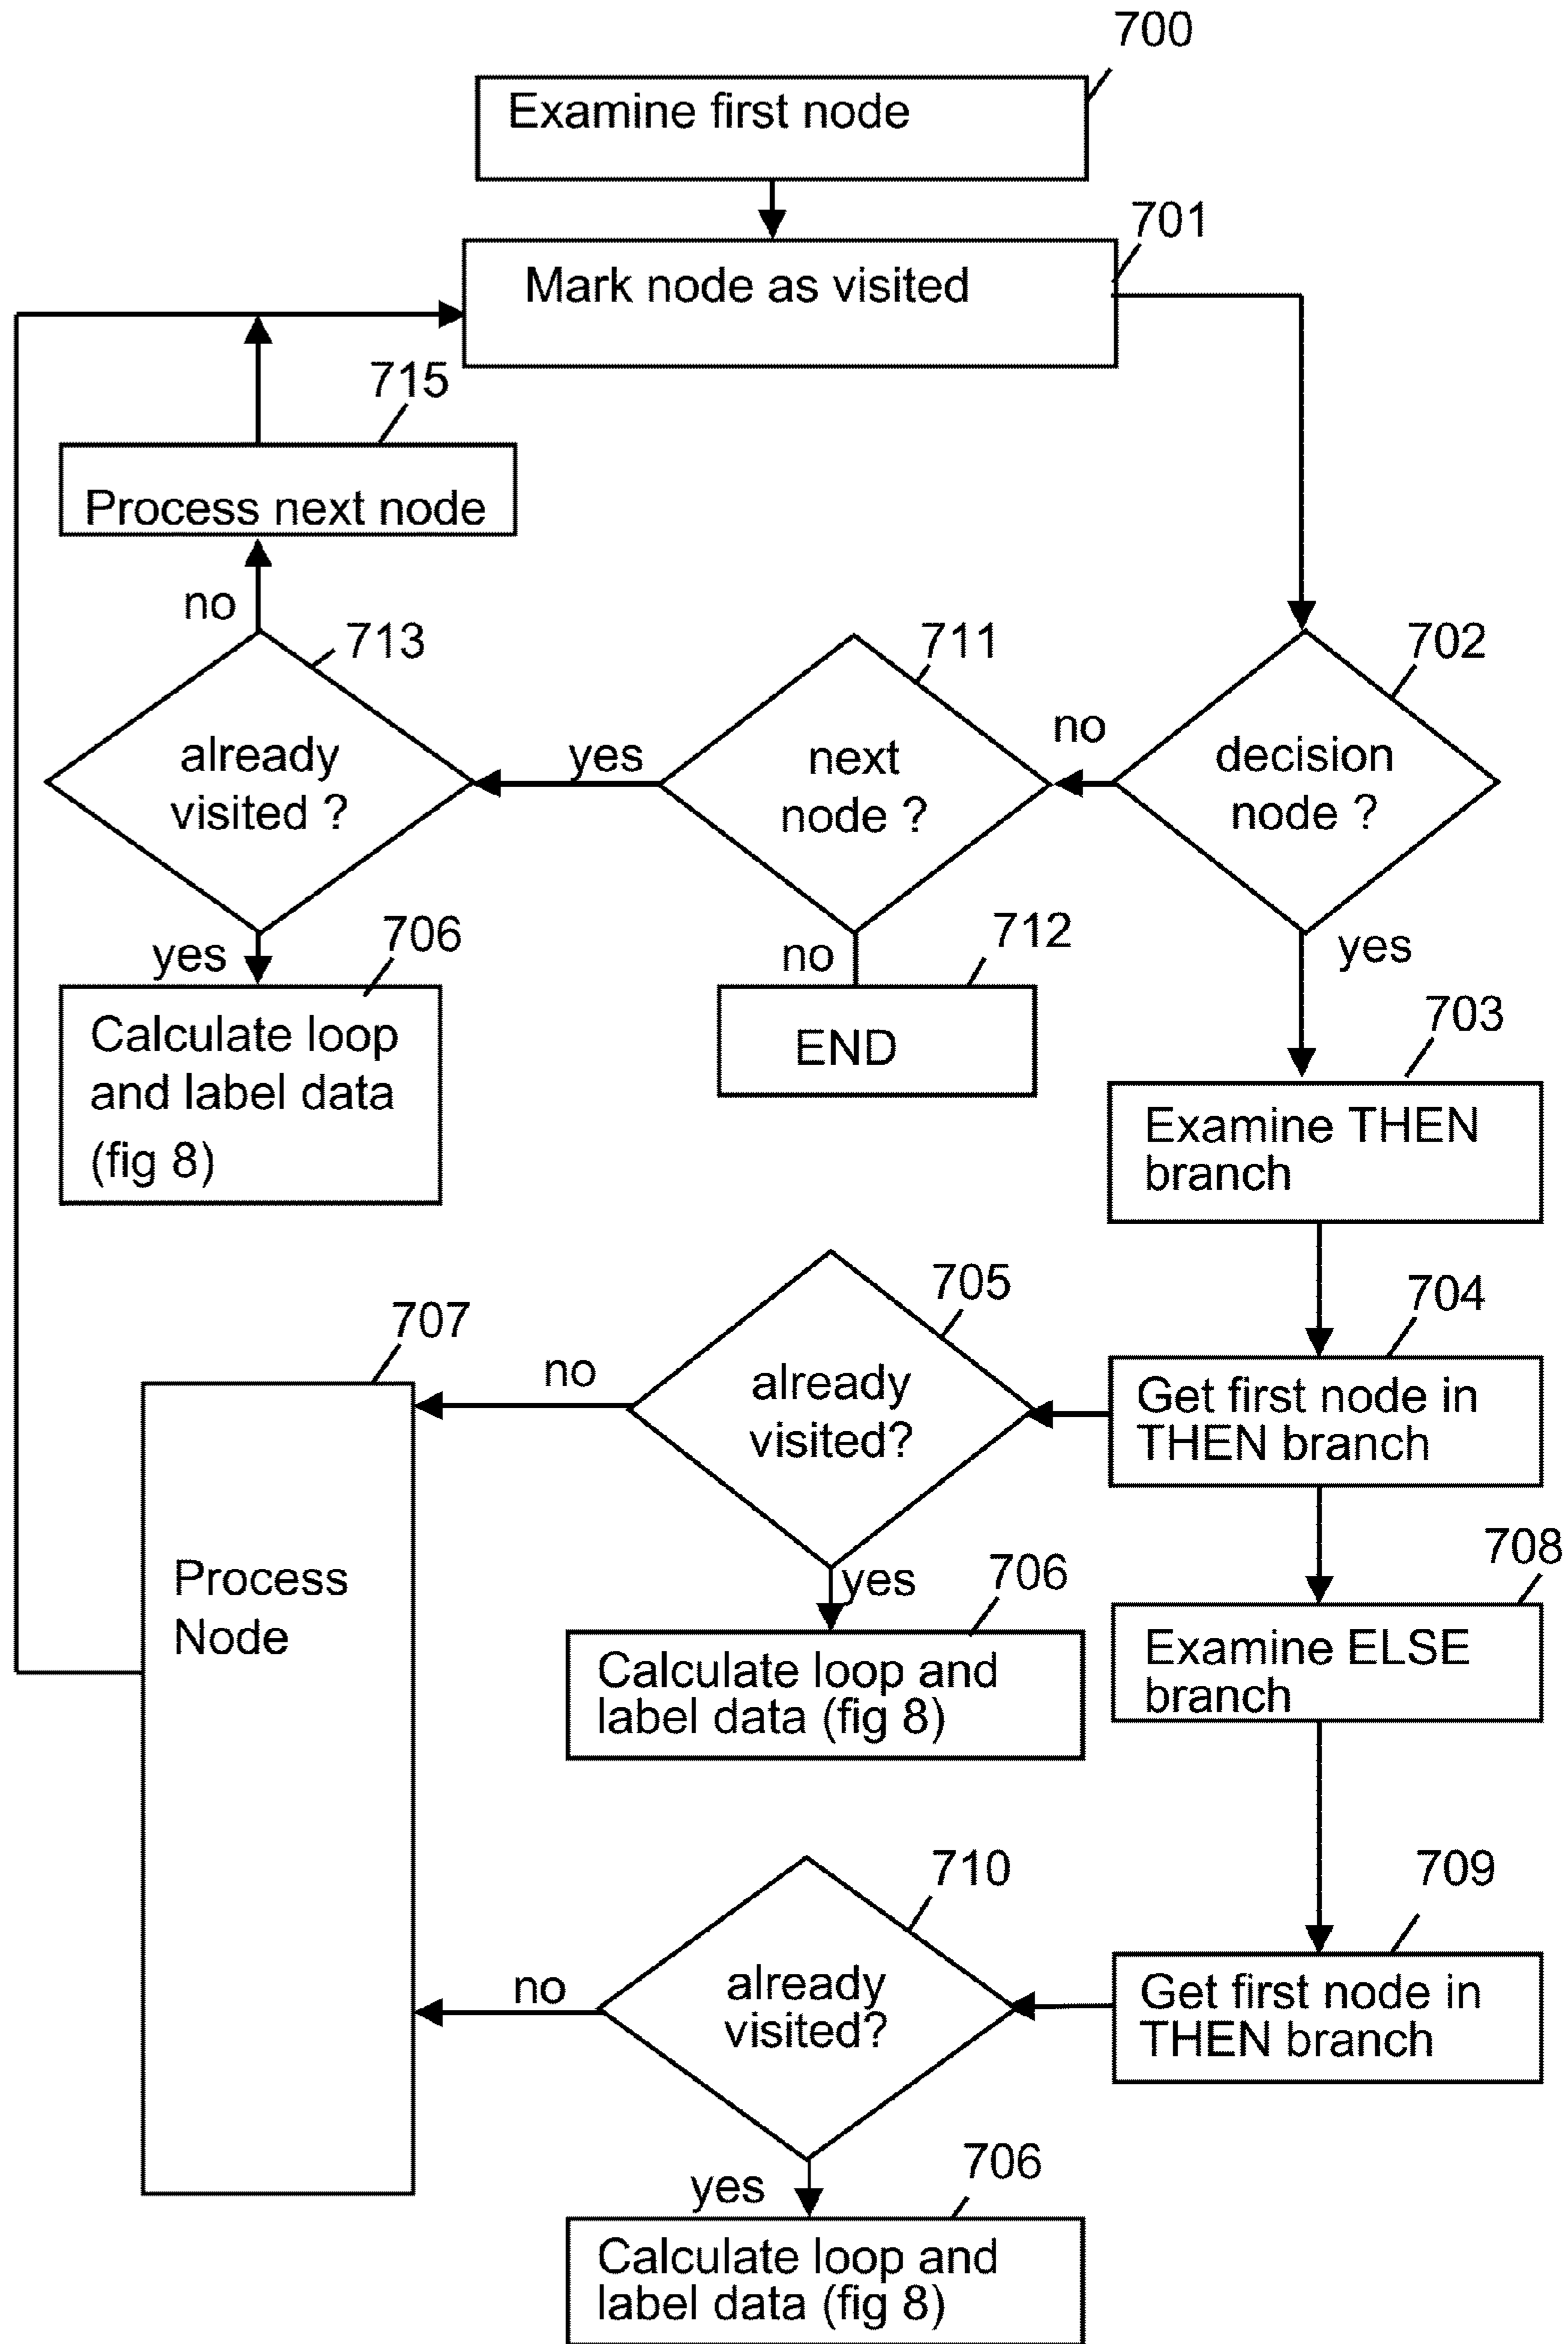 700
Examine first node
701
Mark node as visited
715
Process next node
no
713
711
702
already
visited ?
yes
next
node ?
no
decision
node ?
yes
706
no
712
yes
Calculate loop
and label data
(fig 8)
END
703
Examine THEN
branch
705
704
707
no
already
visited?
Get first node in
THEN branch
708
Process
Node
yes
706
Calculate loop and
label data (fig 8)
Examine ELSE
branch
710
709
no
already
visited?
Get first node in
THEN branch
yes
706
Calculate loop and
label data (fig 8)